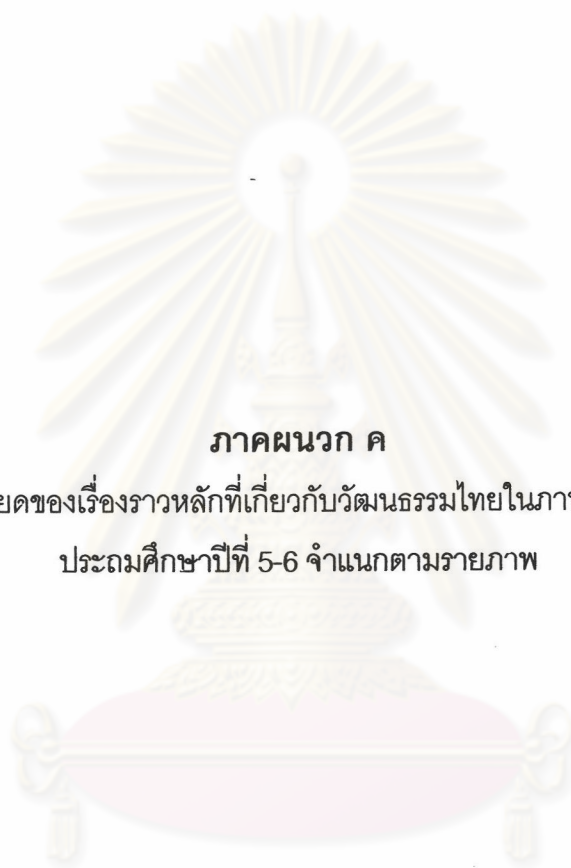 ภาคผนวก ค
ยดของเรื่องราวหลักที่เกี่ยวกับวัฒนธรรมไทยในภา
ประถมศึกษาปีที่ 5-6 จำแนกตามรายภาพ